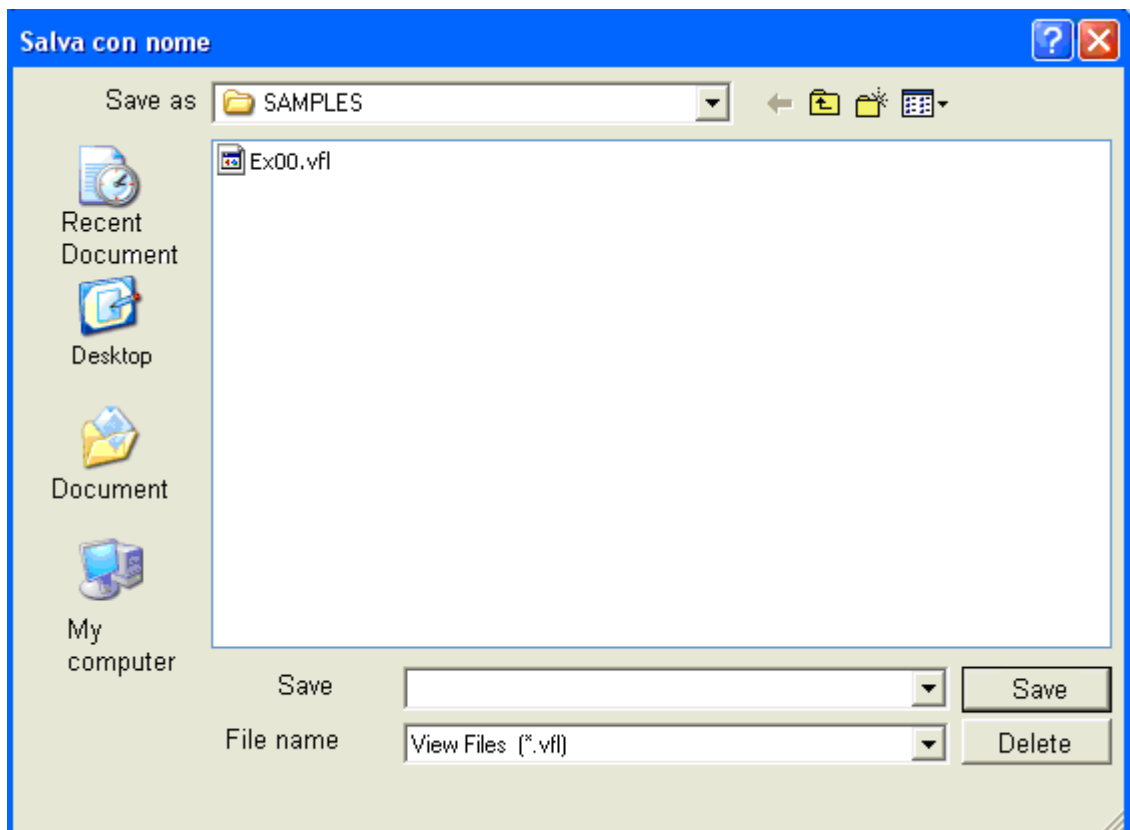 Salva con nome
Save as
SAMPLES
Ex00.vfl
Recent
Document
Desktop
Document
My
computer
Save
Save
File name
View Files (*.vfl)
Delete